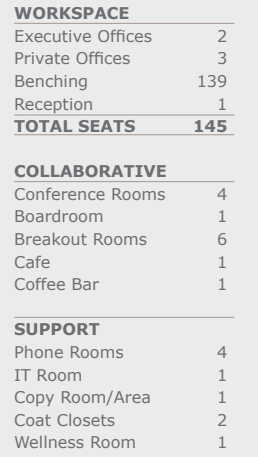 WORKSPACE
Executive Offices 2
Private Offices 3
Benching 139
Reception 1
TOTAL SEATS 145
COLLABORATIVE
Conference Rooms 4
Boardroom 1
Breakout Rooms 6
Cafe 1
Coffee Bar 1
SUPPORT
Phone Rooms 4
IT Room 1
Copy Room/Area 1
Coat Closets 2
Wellness Room 1